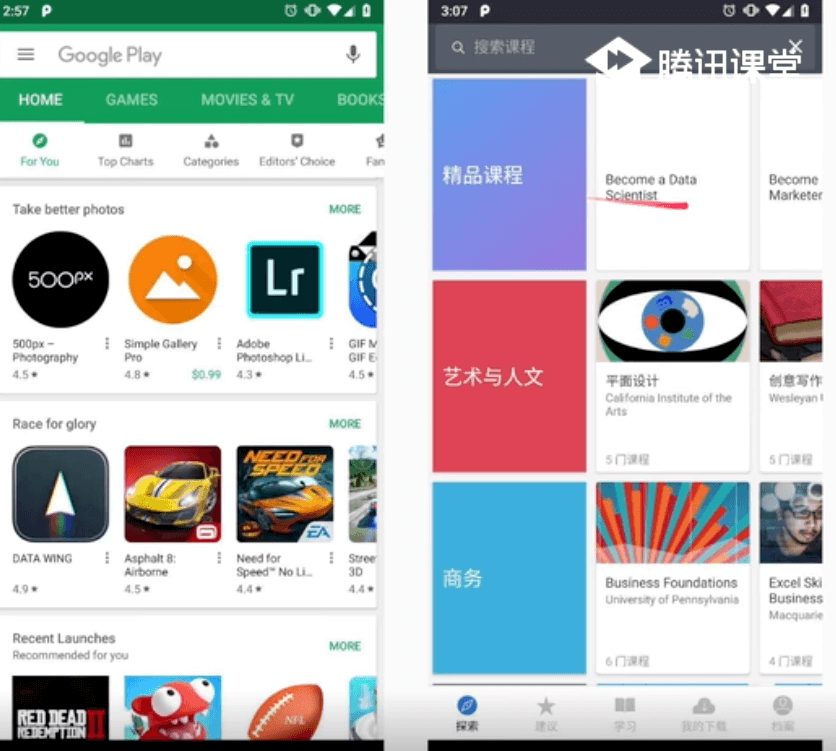 2:57
Google Play
HOME GAMES MOVIES & TV BOOKS
For You Top Charts Categories Editors' Choice Fan
Take better photos MORE
500px
Lr
500px –
Photography
4.5★
Simple Gallery
Pro
4.8★ $0.99
Adobe
Photoshop Li...
4.3★
GIF M
GIF E
4.5★
Race for glory MORE
NEED FOR
SPEED
EA
DATA WING
4.9★
Asphalt 8:
Airborne
4.5★
Need for
Speed™ No Li...
4.4★
Street
3D
4.4★
Recent Launches MORE
Recommended for you
RED DEAD
REDEMPTION II
NFL
3:07
搜索课程
腾讯课堂
精品课程
Become a Data
Scientist
Become
Marketer
艺术与人文
平面设计
California Institute of the
Arts
5 门课程
创意写作
Wesleyan U
5 门课程
商务
Business Foundations
University of Pennsylvania
6 门课程
Excel Ski
Business
Macquarie
4 门课程
探索 建议 学习 我的下载 档案